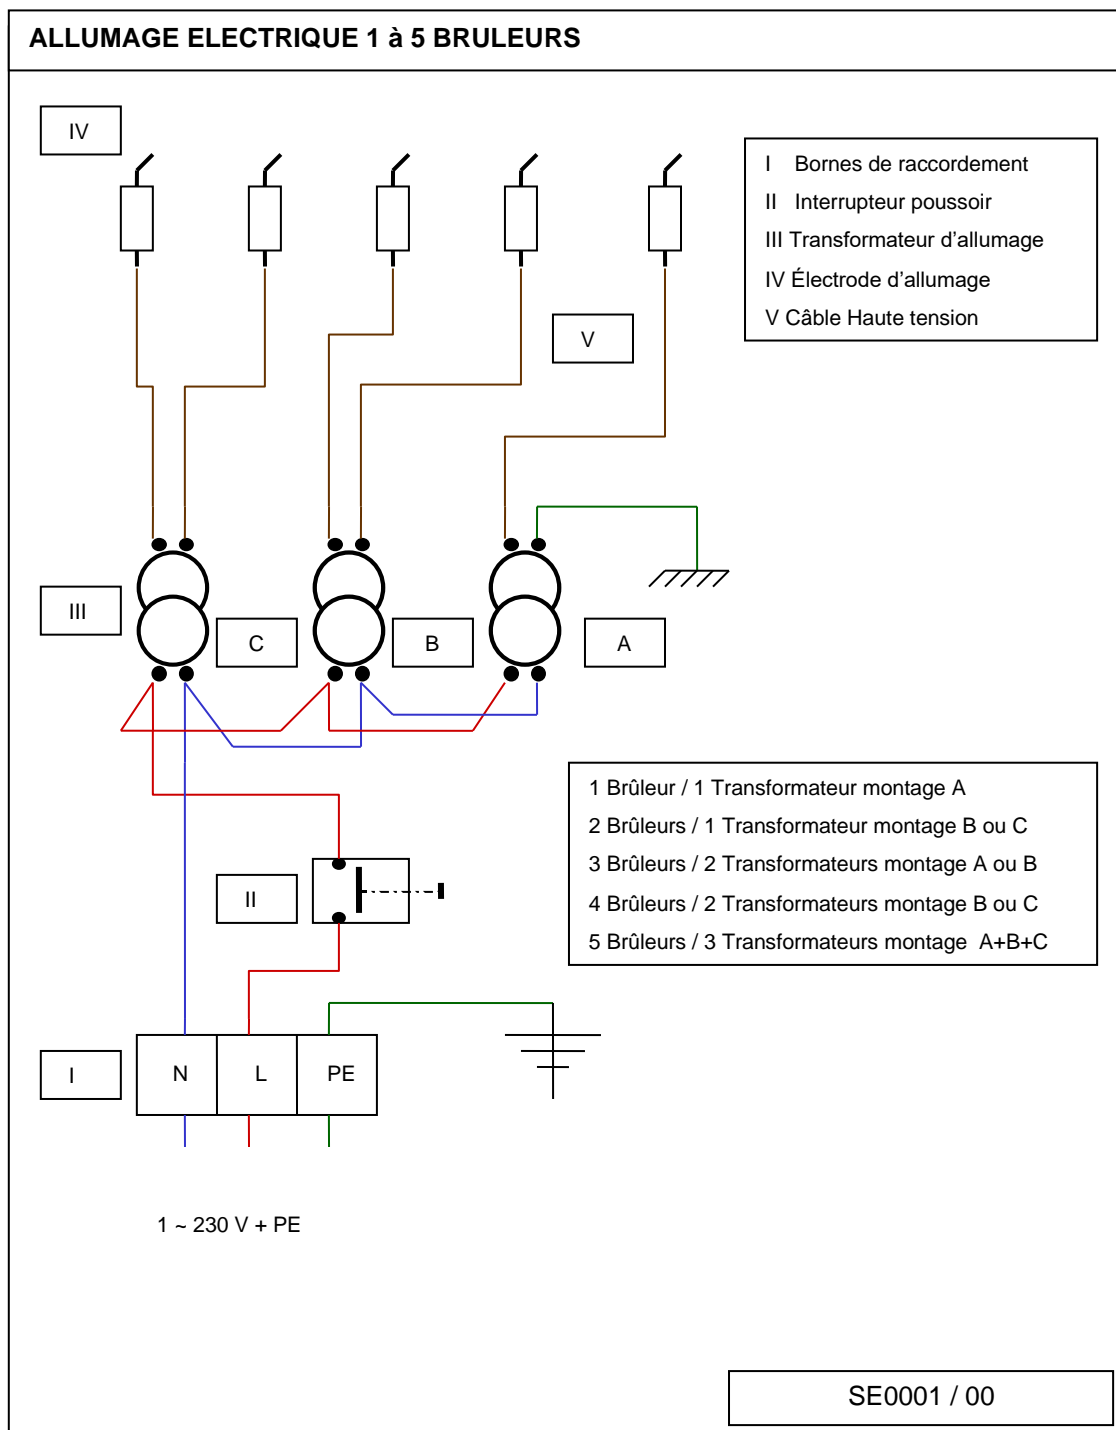 ALLUMAGE ELECTRIQUE 1 à 5 BRULEURS
IV
I Bornes de raccordement
II Interrupteur poussoir
III Transformateur d'allumage
IV Électrode d'allumage
V Câble Haute tension
V
III
C
B
A
1 Brûleur / 1 Transformateur montage A
2 Brûleurs / 1 Transformateur montage B ou C
3 Brûleurs / 2 Transformateurs montage A ou B
4 Brûleurs / 2 Transformateurs montage B ou C
5 Brûleurs / 3 Transformateurs montage A+B+C
II
I
N L PE
1 ~ 230 V + PE
SE0001 / 00